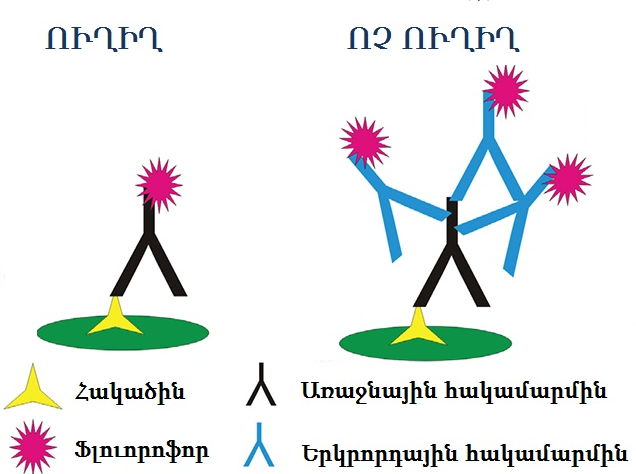 ՈՒՂԻՂ
ՈՉ ՈՒՂԻՂ
Հակածին
Առաջնային հակամարմին
Ֆլուորոֆոր
Երկրորդային հակամարմին